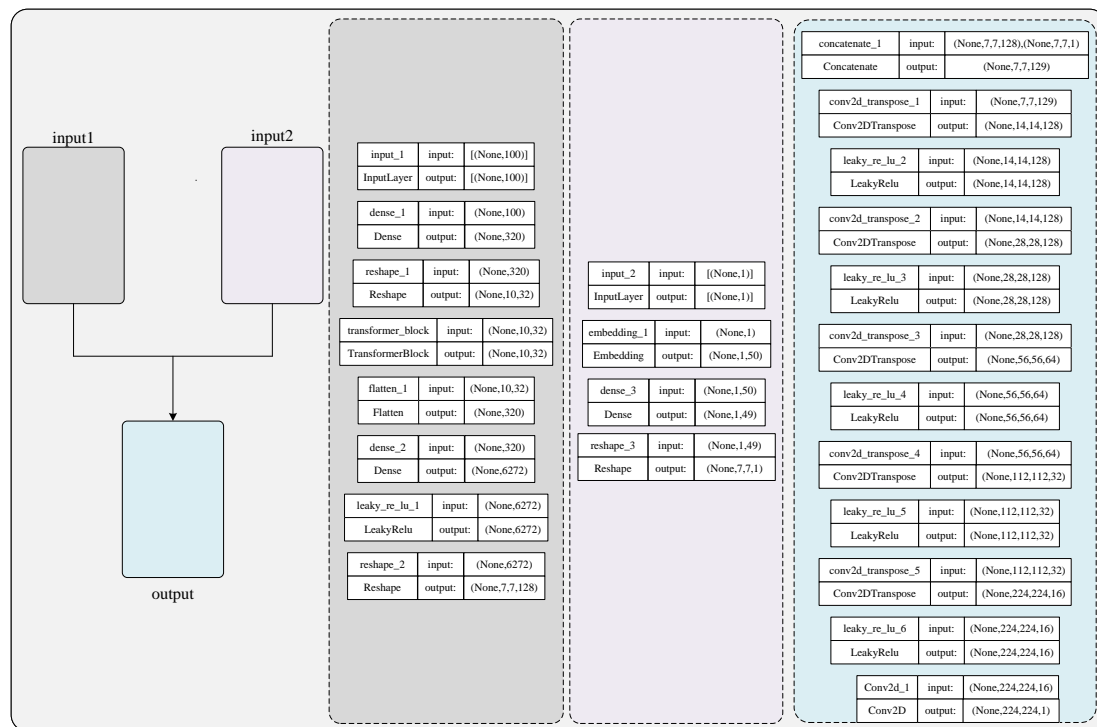 input1
input2
output
input_1 input: [(None,100)]
InputLayer output: [(None,100)]
dense_1 input: (None,100)
Dense output: (None,320)
reshape_1 input: (None,320)
Reshape output: (None,10,32)
transformer_block input: (None,10,32)
TransformerBlock output: (None,10,32)
flatten_1 input: (None,10,32)
Flatten output: (None,320)
dense_2 input: (None,320)
Dense output: (None,6272)
leaky_re_lu_1 input: (None,6272)
LeakyRelu output: (None,6272)
reshape_2 input: (None,6272)
Reshape output: (None,7,7,128)
input_2 input: [(None,1)]
InputLayer output: [(None,1)]
embedding_1 input: (None,1)
Embedding output: (None,1,50)
dense_3 input: (None,1,50)
Dense output: (None,1,49)
reshape_3 input: (None,1,49)
Reshape output: (None,7,7,1)
concatenate_1 input: (None,7,7,128),(None,7,7,1)
Concatenate output: (None,7,7,129)
conv2d_transpose_1 input: (None,7,7,129)
Conv2DTranspose output: (None,14,14,128)
leaky_re_lu_2 input: (None,14,14,128)
LeakyRelu output: (None,14,14,128)
conv2d_transpose_2 input: (None,14,14,128)
Conv2DTranspose output: (None,28,28,128)
leaky_re_lu_3 input: (None,28,28,128)
LeakyRelu output: (None,28,28,128)
conv2d_transpose_3 input: (None,28,28,128)
Conv2DTranspose output: (None,56,56,64)
leaky_re_lu_4 input: (None,56,56,64)
LeakyRelu output: (None,56,56,64)
conv2d_transpose_4 input: (None,56,56,64)
Conv2DTranspose output: (None,112,112,32)
leaky_re_lu_5 input: (None,112,112,32)
LeakyRelu output: (None,112,112,32)
conv2d_transpose_5 input: (None,112,112,32)
Conv2DTranspose output: (None,224,224,16)
leaky_re_lu_6 input: (None,224,224,16)
LeakyRelu output: (None,224,224,16)
Conv2d_1 input: (None,224,224,16)
Conv2D output: (None,224,224,1)